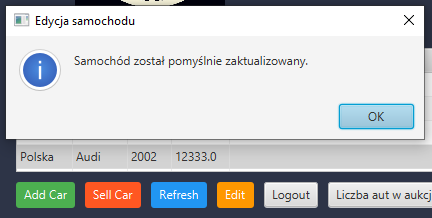 Edycja samochodu
Samochód został pomyślnie zaktualizowany.
OK
Polska Audi 2002 12333.0
Add Car Sell Car Refresh Edit Logout Liczba aut w aukcj